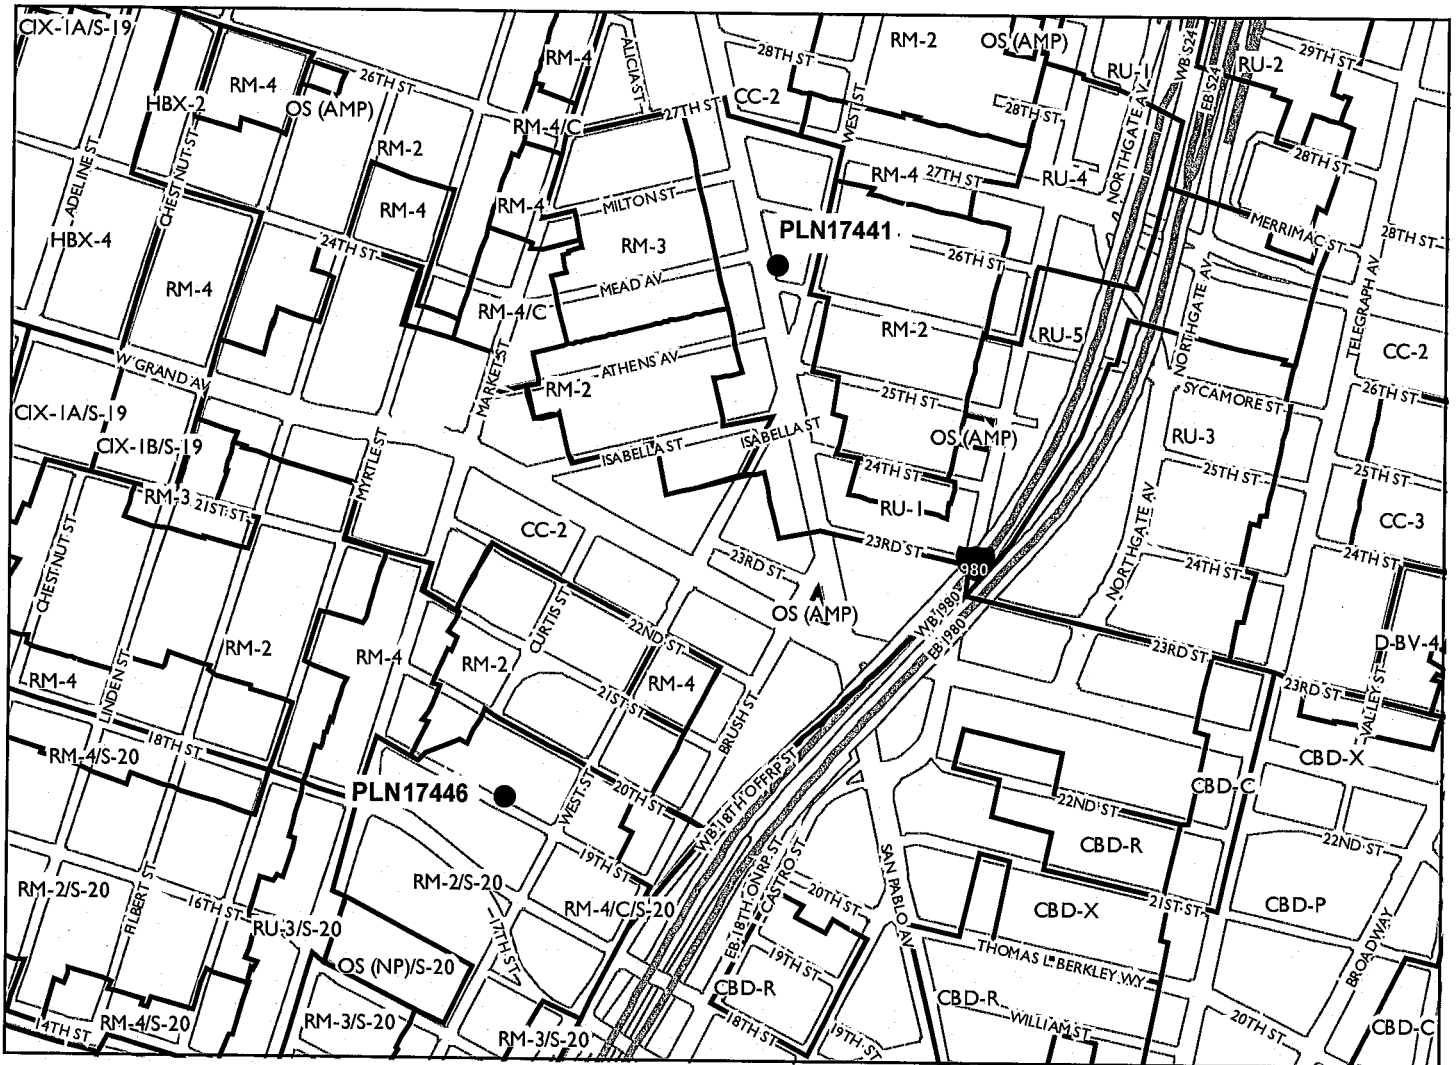 CIX-1A/S-19
RM-4
ALICIA ST
28TH ST
RM-2
OS (AMP)
WB S24
EB S24
29TH ST
RU-2
RU-1
26TH ST
RM-4
HBX-2
OS (AMP)
CC-2
27TH ST
WEST ST
28TH ST
NORTHGATE AV
RM-4/C
ADELINE ST
CHESTNUT ST
RM-2
28TH ST
RM-4
27TH ST
RU-4
RM-4
RM-4
MILTON ST
MERRIMAC ST
28TH ST
HBX-4
24TH ST
RM-3
PLN17441
26TH ST
RM-4
MEAD AV
NORTHGATE AV
TELEGRAPH AV
RM-4/C
RM-2
RU-5
CC-2
W GRAND AV
MARKET ST
ATHENS AV
RM-2
25TH ST
SYCAMORE ST
26TH ST
CIX-1A/S-19
CIX-1B/S-19
ISABELLA ST
ISABELLA ST
OS (AMP)
RU-3
MYRTLE ST
24TH ST
25TH ST
25TH ST
RM-3
21ST ST
RU-1
NORTHGATE AV
CC-2
CC-3
CHESTNUT ST
23RD ST
23RD ST
980
24TH ST
24TH ST
CURTIS ST
OS (AMP)
WB I980
EB I980
22ND ST
D-BV-4
RM-2
RM-4
RM-2
23RD ST
RM-4
LINDEN ST
RM-4
21ST ST
23RD ST
VALLEY ST
BRUSH ST
18TH ST
RM-4/S-20
CBD-X
PLN17446
WEST ST
20TH ST
WB 18TH OFFRP ST
CBD-C
22ND ST
CBD-R
22ND ST
19TH ST
EB 18TH ONRP ST
CASTRO ST
SAN PABLO AV
RM-2/S-20
FILBERT ST
16TH ST
RM-2/S-20
20TH ST
21ST ST
RM-4/C/S-20
CBD-X
CBD-P
RU-3/S-20
17TH ST
BROADWAY
OS (NP)/S-20
19TH ST
THOMAS L BERKLEY WY
CBD-R
CBD-R
14TH ST
RM-4/S-20
RM-3/S-20
RM-3/S-20
18TH ST
19TH ST
WILLIAM ST
20TH ST
CBD-C